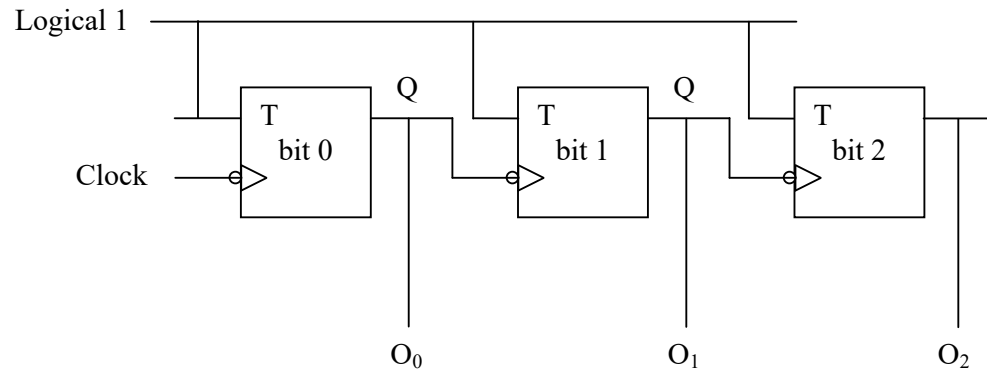 Logical 1
Q Q
T T T
bit 0 bit 1 bit 2
Clock
O₀ O₁ O₂